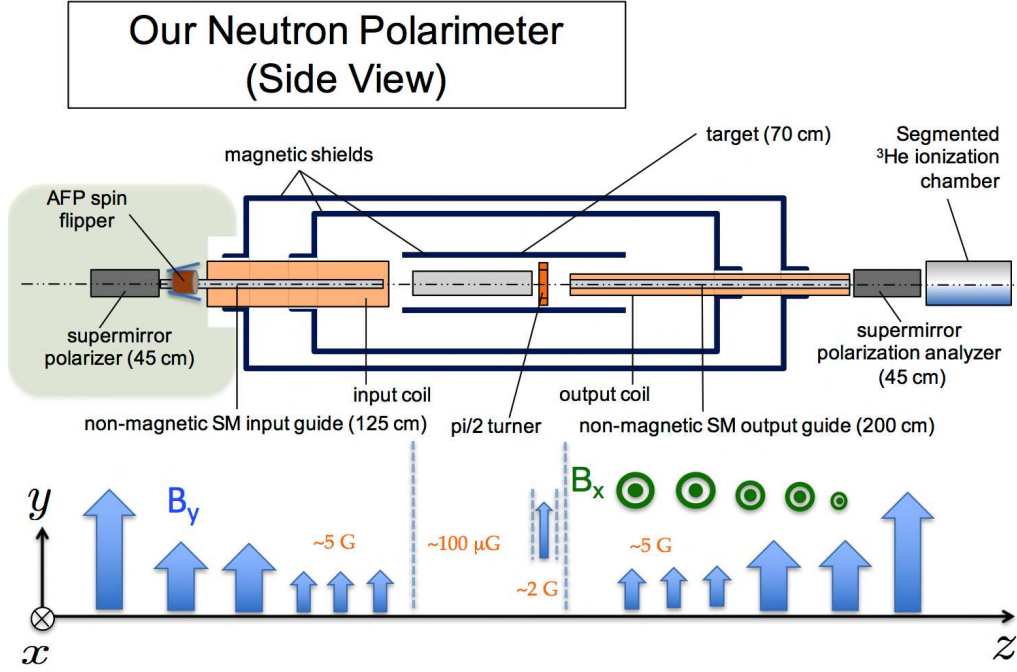 Our Neutron Polarimeter
(Side View)
magnetic shields
target (70 cm)
Segmented
³He ionization
chamber
AFP spin
flipper
supermirror
polarizer (45 cm)
input coil
output coil
supermirror
polarization analyzer
(45 cm)
non-magnetic SM input guide (125 cm)
pi/2 turner
non-magnetic SM output guide (200 cm)
y
By
~5 G
~100 μG
~2 G
Bx
~5 G
x
z